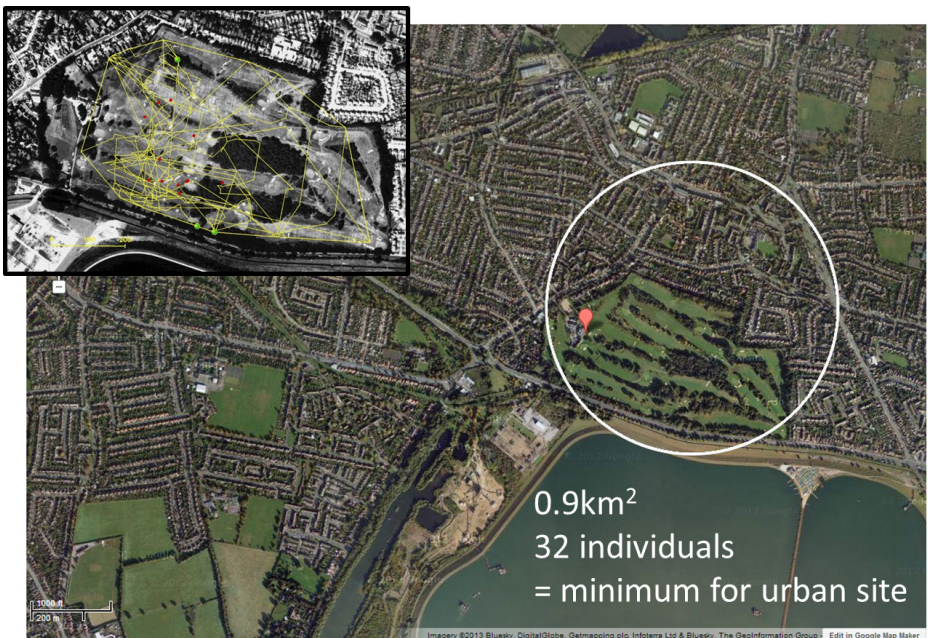 0.9km²
32 individuals
= minimum for urban site
1000 ft
200 m
Imagery ©2013 Bluesky, DigitalGlobe, Getmapping plc, Infoterra Ltd & Bluesky, The GeoInformation Group - Edit in Google Map Maker